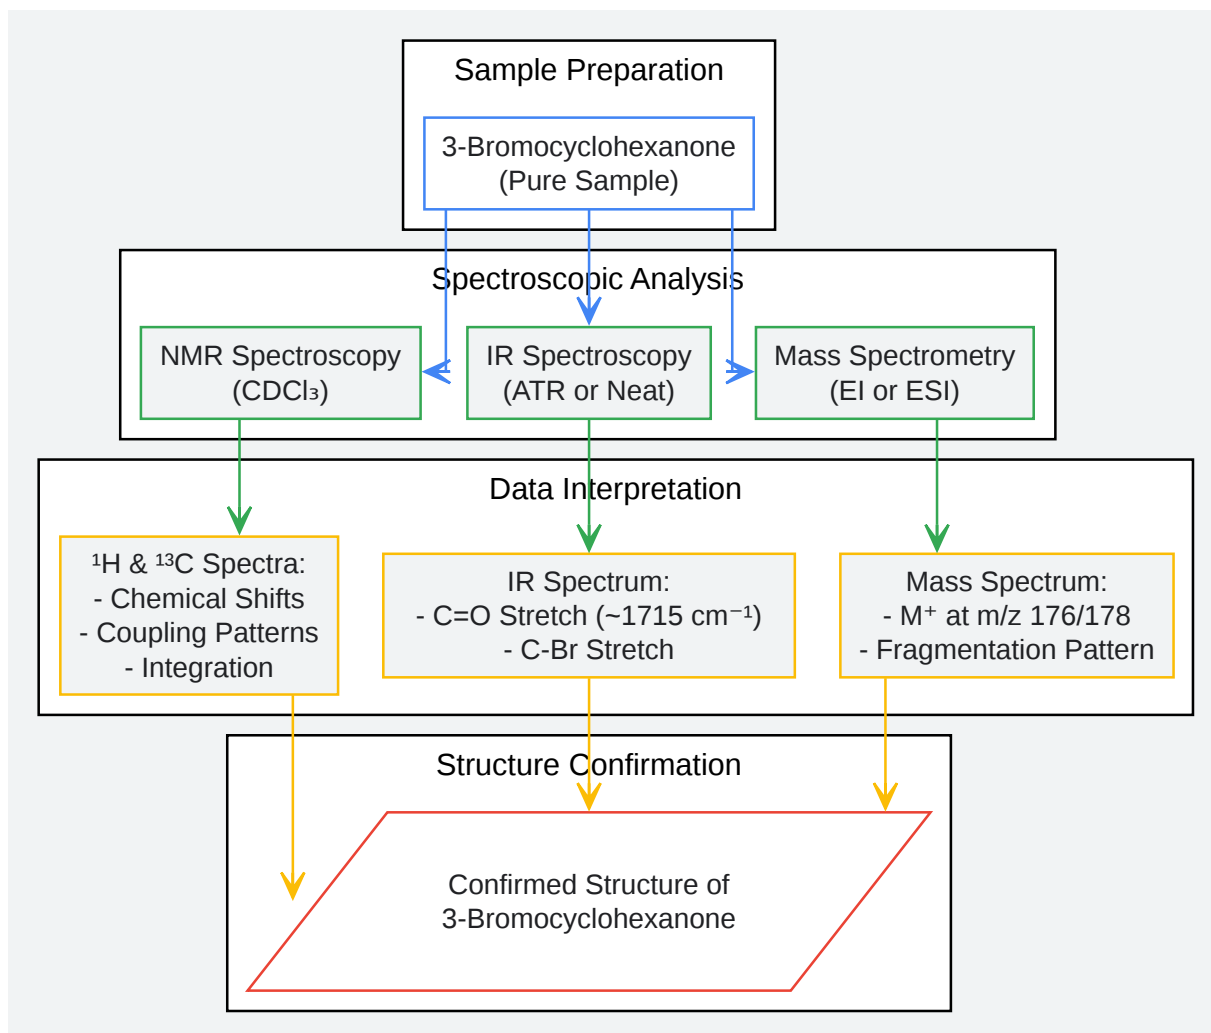 Sample Preparation
3-Bromocyclohexanone
(Pure Sample)
Spectroscopic Analysis
NMR Spectroscopy
(CDCl₃)
IR Spectroscopy
(ATR or Neat)
Mass Spectrometry
(EI or ESI)
Data Interpretation
¹H & ¹³C Spectra:
- Chemical Shifts
- Coupling Patterns
- Integration
IR Spectrum:
- C=O Stretch (~1715 cm⁻¹)
- C-Br Stretch
Mass Spectrum:
- M⁺ at m/z 176/178
- Fragmentation Pattern
Structure Confirmation
Confirmed Structure of
3-Bromocyclohexanone